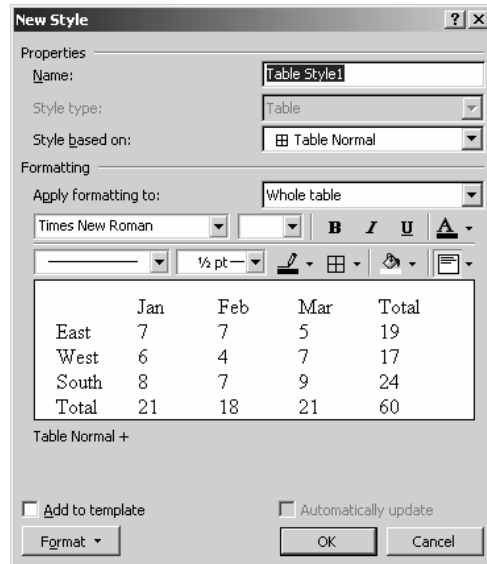 New Style ? ×
Properties
Name: Table Style1
Style type: Table
Style based on: Table Normal
Formatting
Apply formatting to: Whole table
Times New Roman B I U A
½ pt
Jan Feb Mar Total
East 7 7 5 19
West 6 4 7 17
South 8 7 9 24
Total 21 18 21 60
Table Normal +
Add to template Automatically update
Format OK Cancel